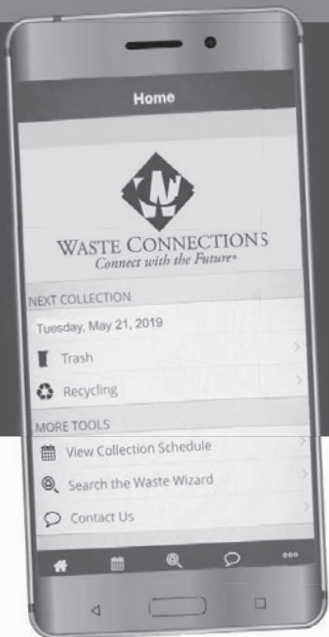 Home
WASTE CONNECTIONS
Connect with the Future®
NEXT COLLECTION
Tuesday, May 21, 2019
Trash
Recycling
MORE TOOLS
View Collection Schedule
Search the Waste Wizard
Contact Us